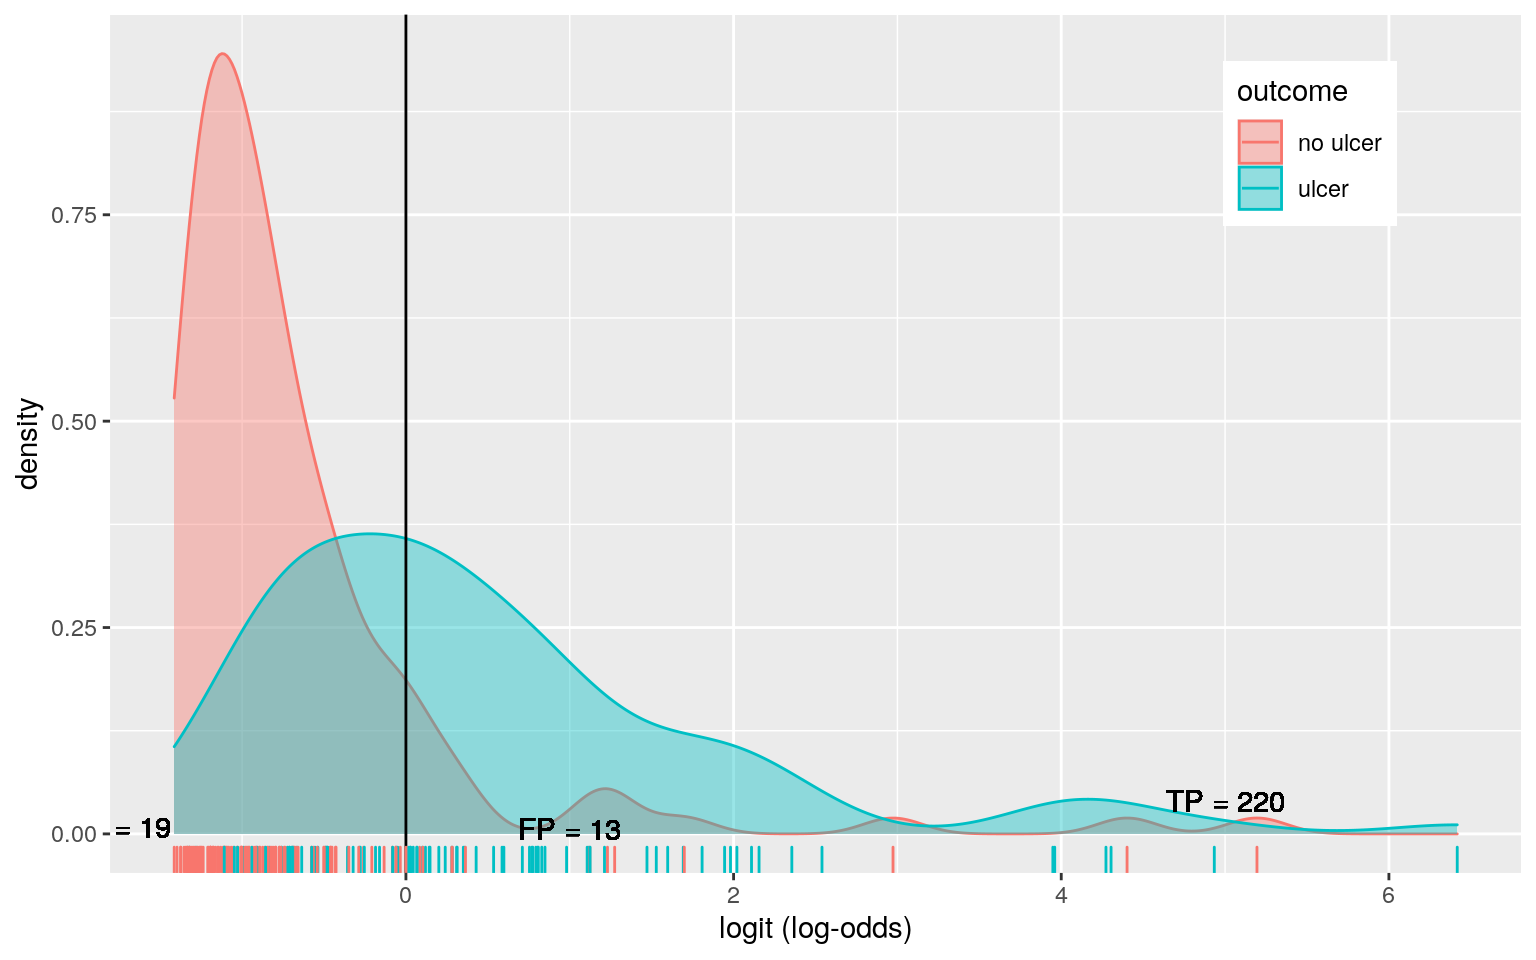 outcome
no ulcer
ulcer
0.75
0.50
0.25
0.00
density
TP = 220
= 19
FP = 13
0
2
4
6
logit (log-odds)